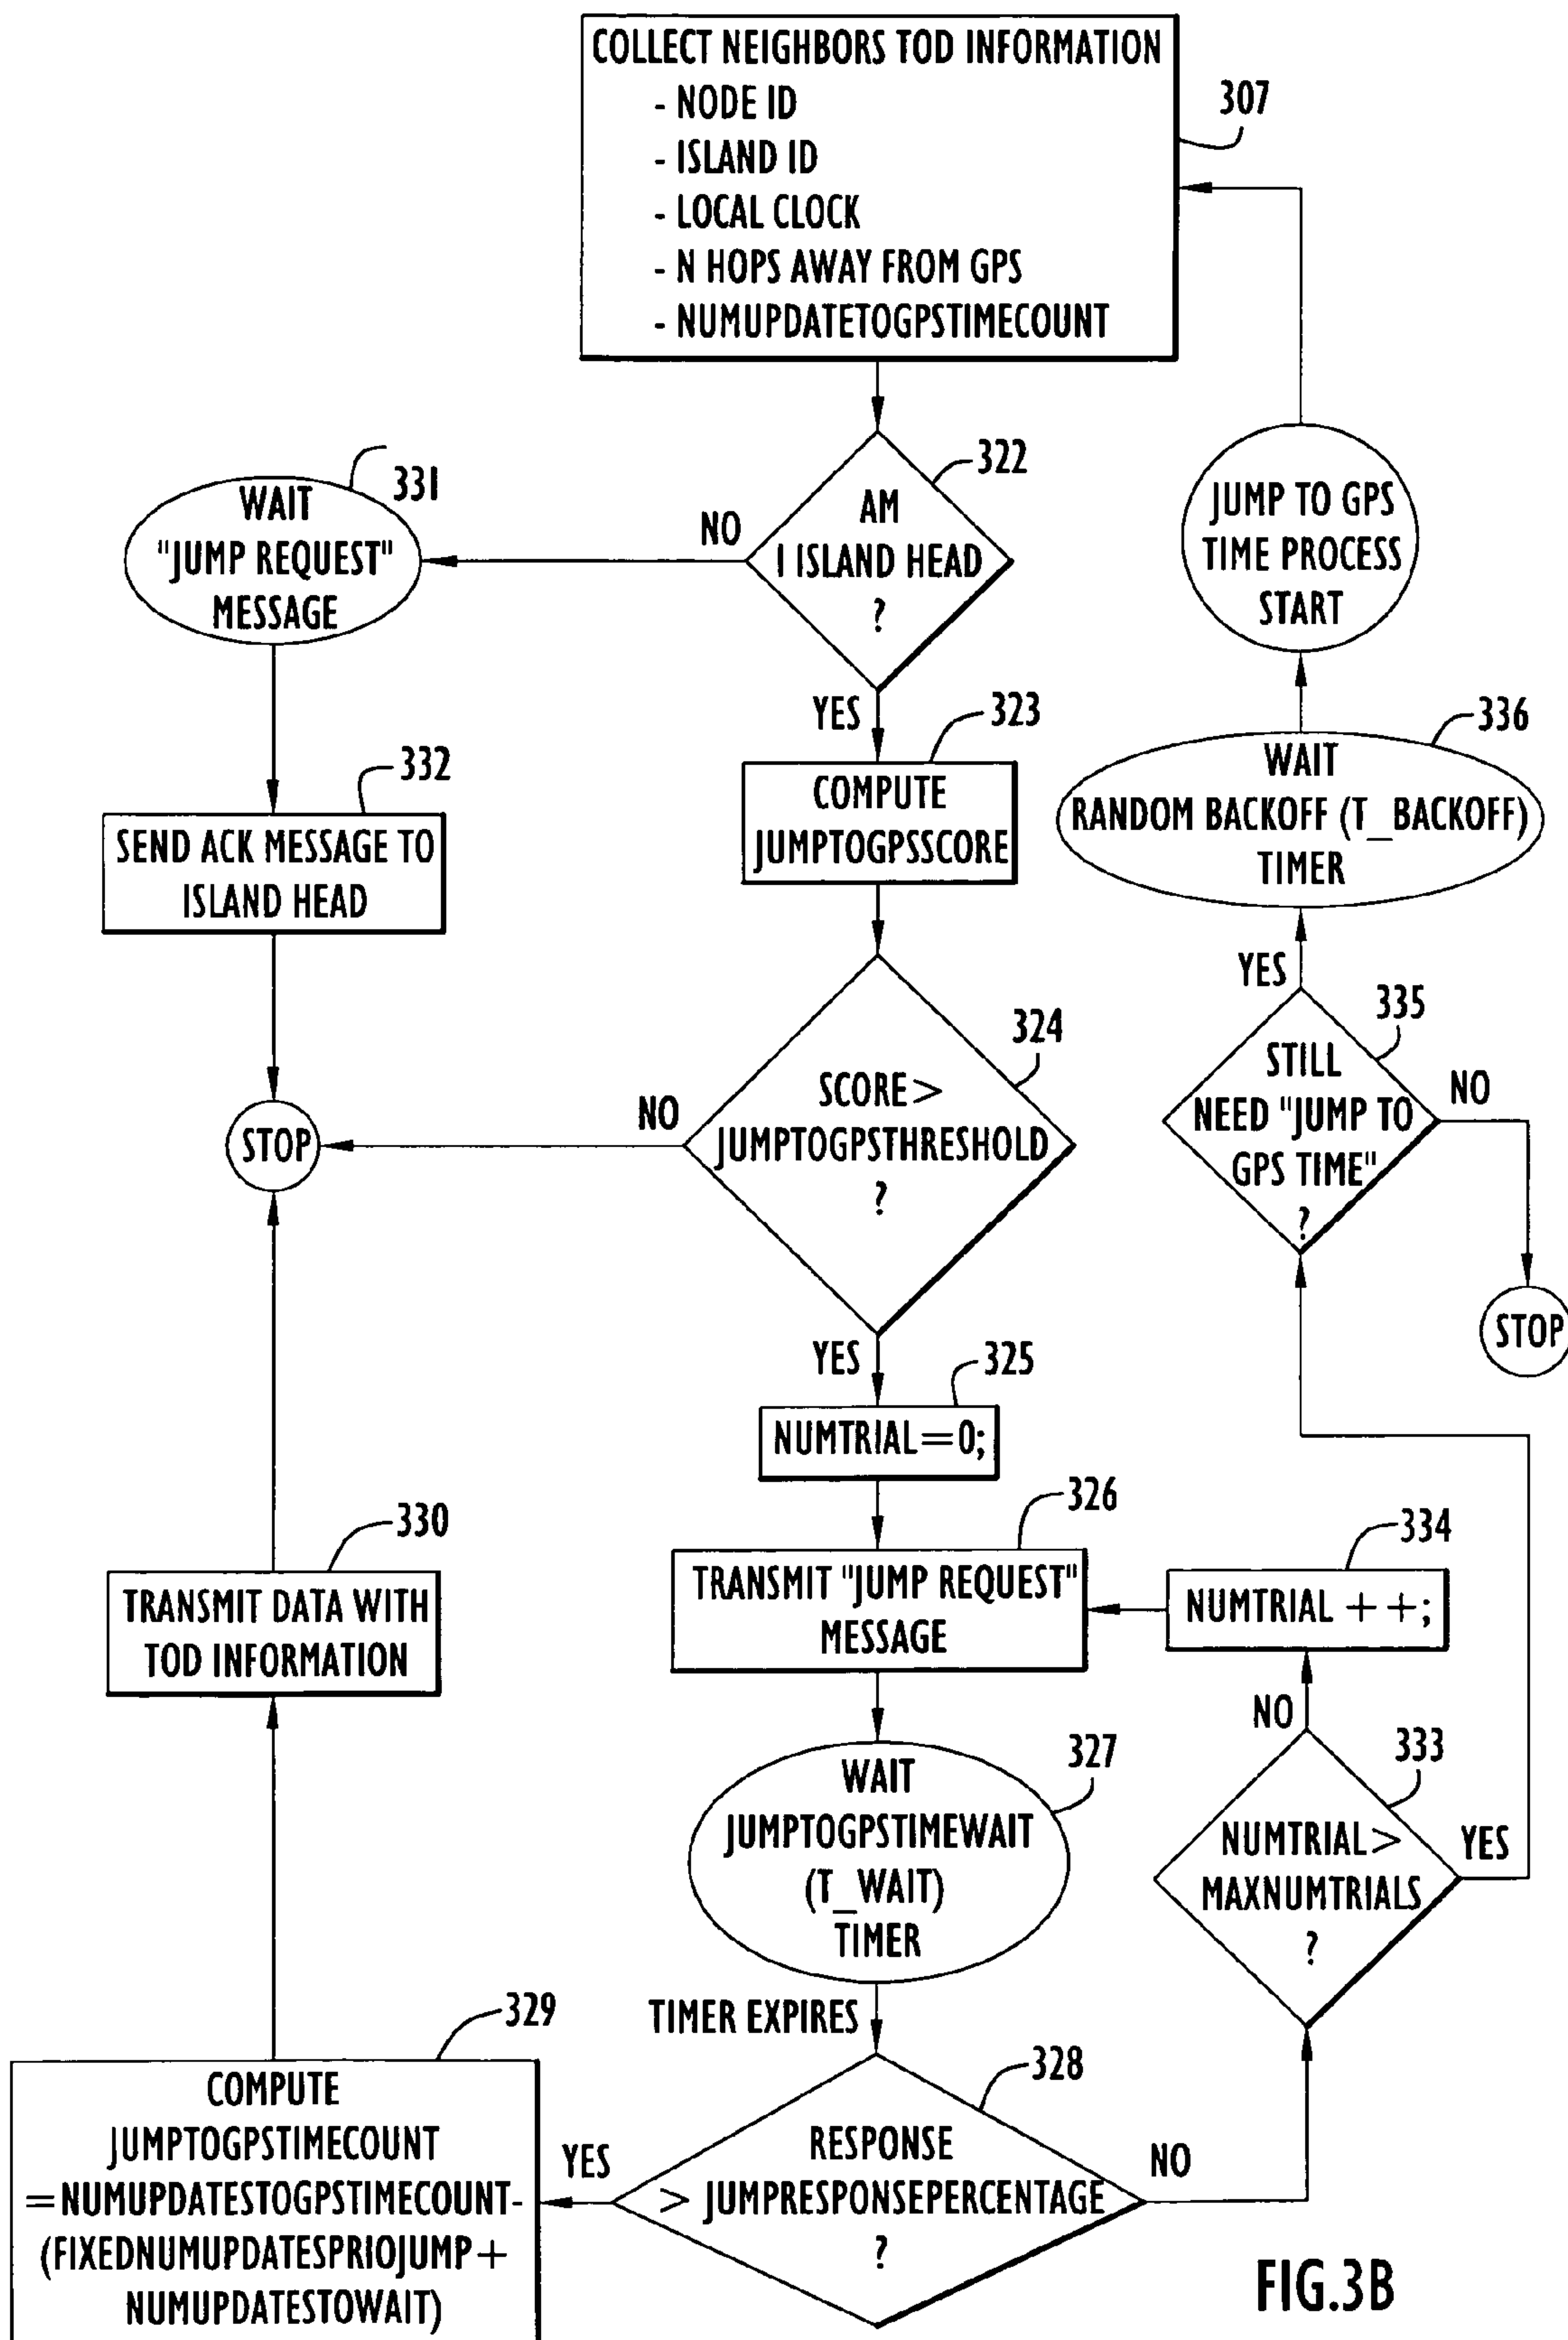 COLLECT NEIGHBORS TOD INFORMATION
- NODE ID
- ISLAND ID
- LOCAL CLOCK
- N HOPS AWAY FROM GPS
- NUMUPDATETOGPSTIMECOUNT
307
331
WAIT
"JUMP REQUEST"
MESSAGE
NO
322
AM
I ISLAND HEAD
?
JUMP TO GPS
TIME PROCESS
START
YES
323
332
SEND ACK MESSAGE TO
ISLAND HEAD
COMPUTE
JUMPTOGPSSCORE
336
WAIT
RANDOM BACKOFF (T_BACKOFF)
TIMER
YES
STOP
NO
324
SCORE >
JUMPTOGPSTHRESHOLD
?
335
STILL
NEED "JUMP TO
GPS TIME"
?
NO
STOP
YES
325
NUMTRIAL=0;
326
330
TRANSMIT DATA WITH
TOD INFORMATION
TRANSMIT "JUMP REQUEST"
MESSAGE
334
NUMTRIAL ++;
NO
327
WAIT
JUMPTOGPSTIMEWAIT
(T_WAIT)
TIMER
333
NUMTRIAL >
MAXNUMTRIALS
?
YES
329
TIMER EXPIRES
328
COMPUTE
JUMPTOGPSTIMECOUNT
=NUMUPDATESTOGPSTIMECOUNT-
(FIXEDNUMUPDATESPRIOJUMP+
NUMUPDATESTOWAIT)
YES
RESPONSE
> JUMPRESPONSEPERCENTAGE
?
NO
FIG.3B